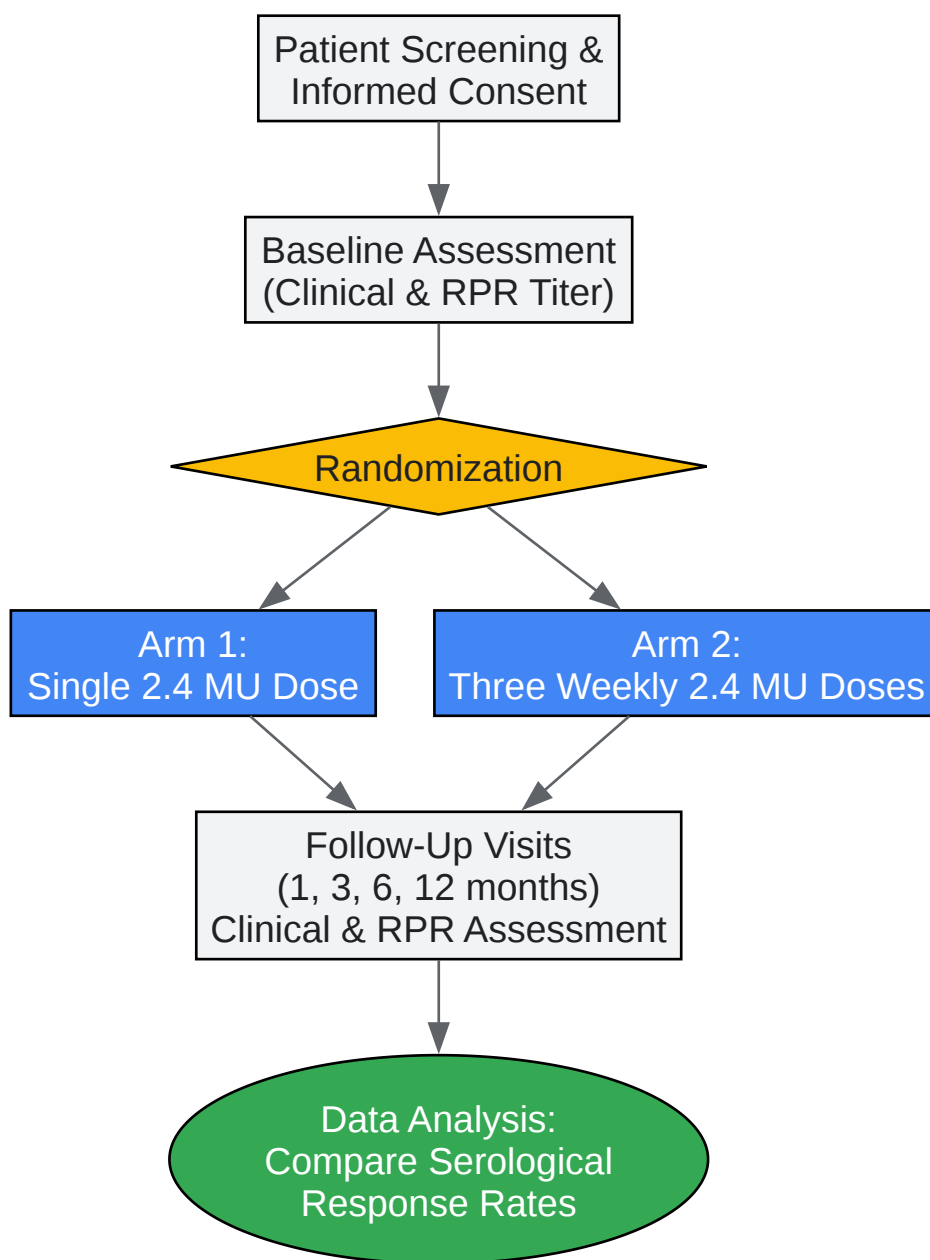 Patient Screening &
Informed Consent
Baseline Assessment
(Clinical & RPR Titer)
Randomization
Arm 1:
Single 2.4 MU Dose
Arm 2:
Three Weekly 2.4 MU Doses
Follow-Up Visits
(1, 3, 6, 12 months)
Clinical & RPR Assessment
Data Analysis:
Compare Serological
Response Rates